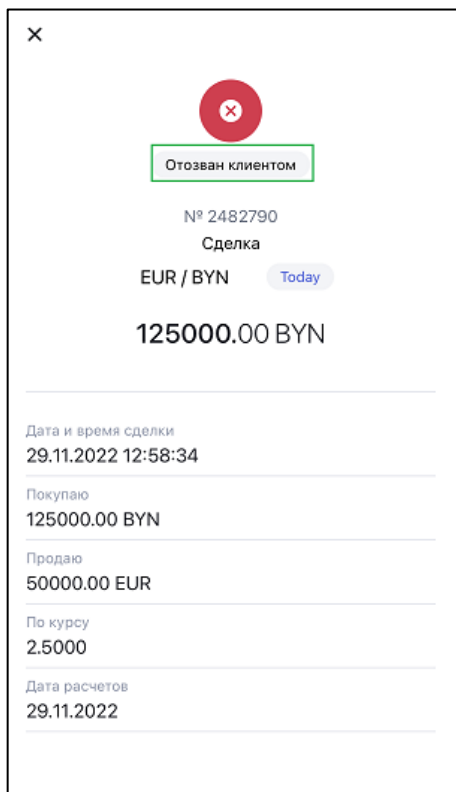 Отозван клиентом
№ 2482790
Сделка
EUR / BYN Today
125000.00 BYN
Дата и время сделки
29.11.2022 12:58:34
Покупаю
125000.00 BYN
Продаю
50000.00 EUR
По курсу
2.5000
Дата расчетов
29.11.2022